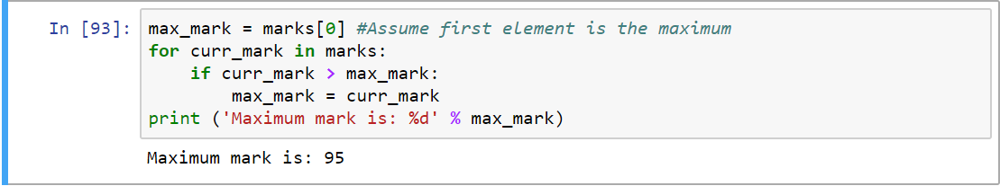 In [93]: max_mark = marks[0] #Assume first element is the maximum
for curr_mark in marks:
    if curr_mark > max_mark:
        max_mark = curr_mark
print ('Maximum mark is: %d' % max_mark)
Maximum mark is: 95